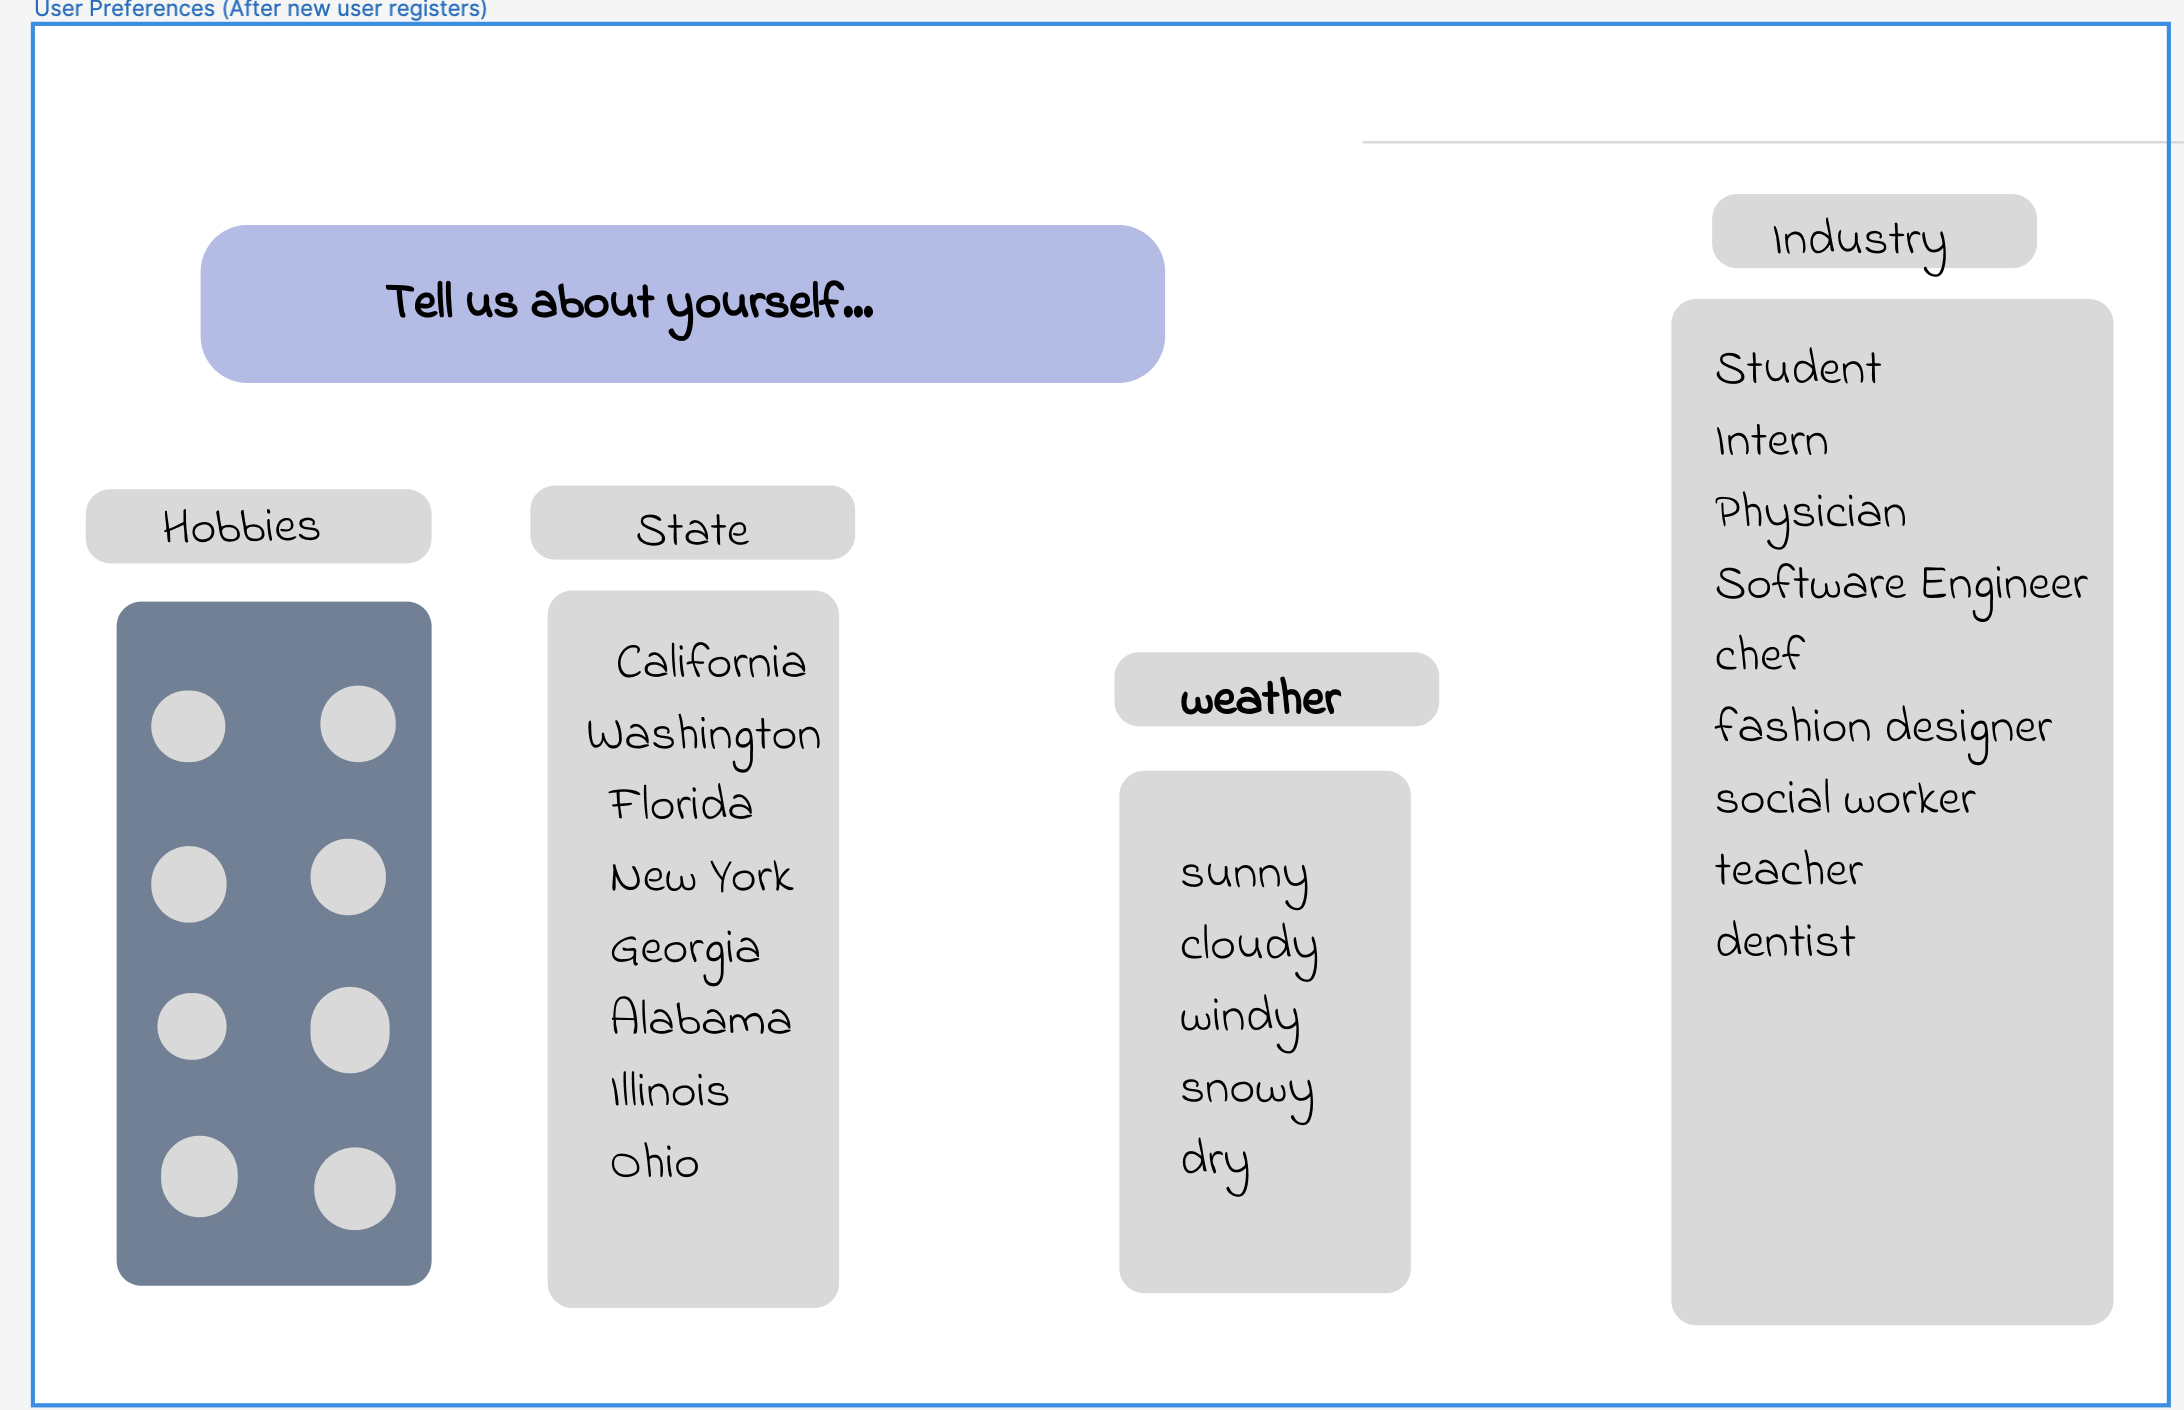 User Preferences (After new user registers)
Tell us about yourself...
Hobbies
State
California
Washington
Florida
New York
Georgia
Alabama
Illinois
Ohio
weather
sunny
cloudy
windy
snowy
dry
Industry
Student
Intern
Physician
Software Engineer
chef
fashion designer
social worker
teacher
dentist